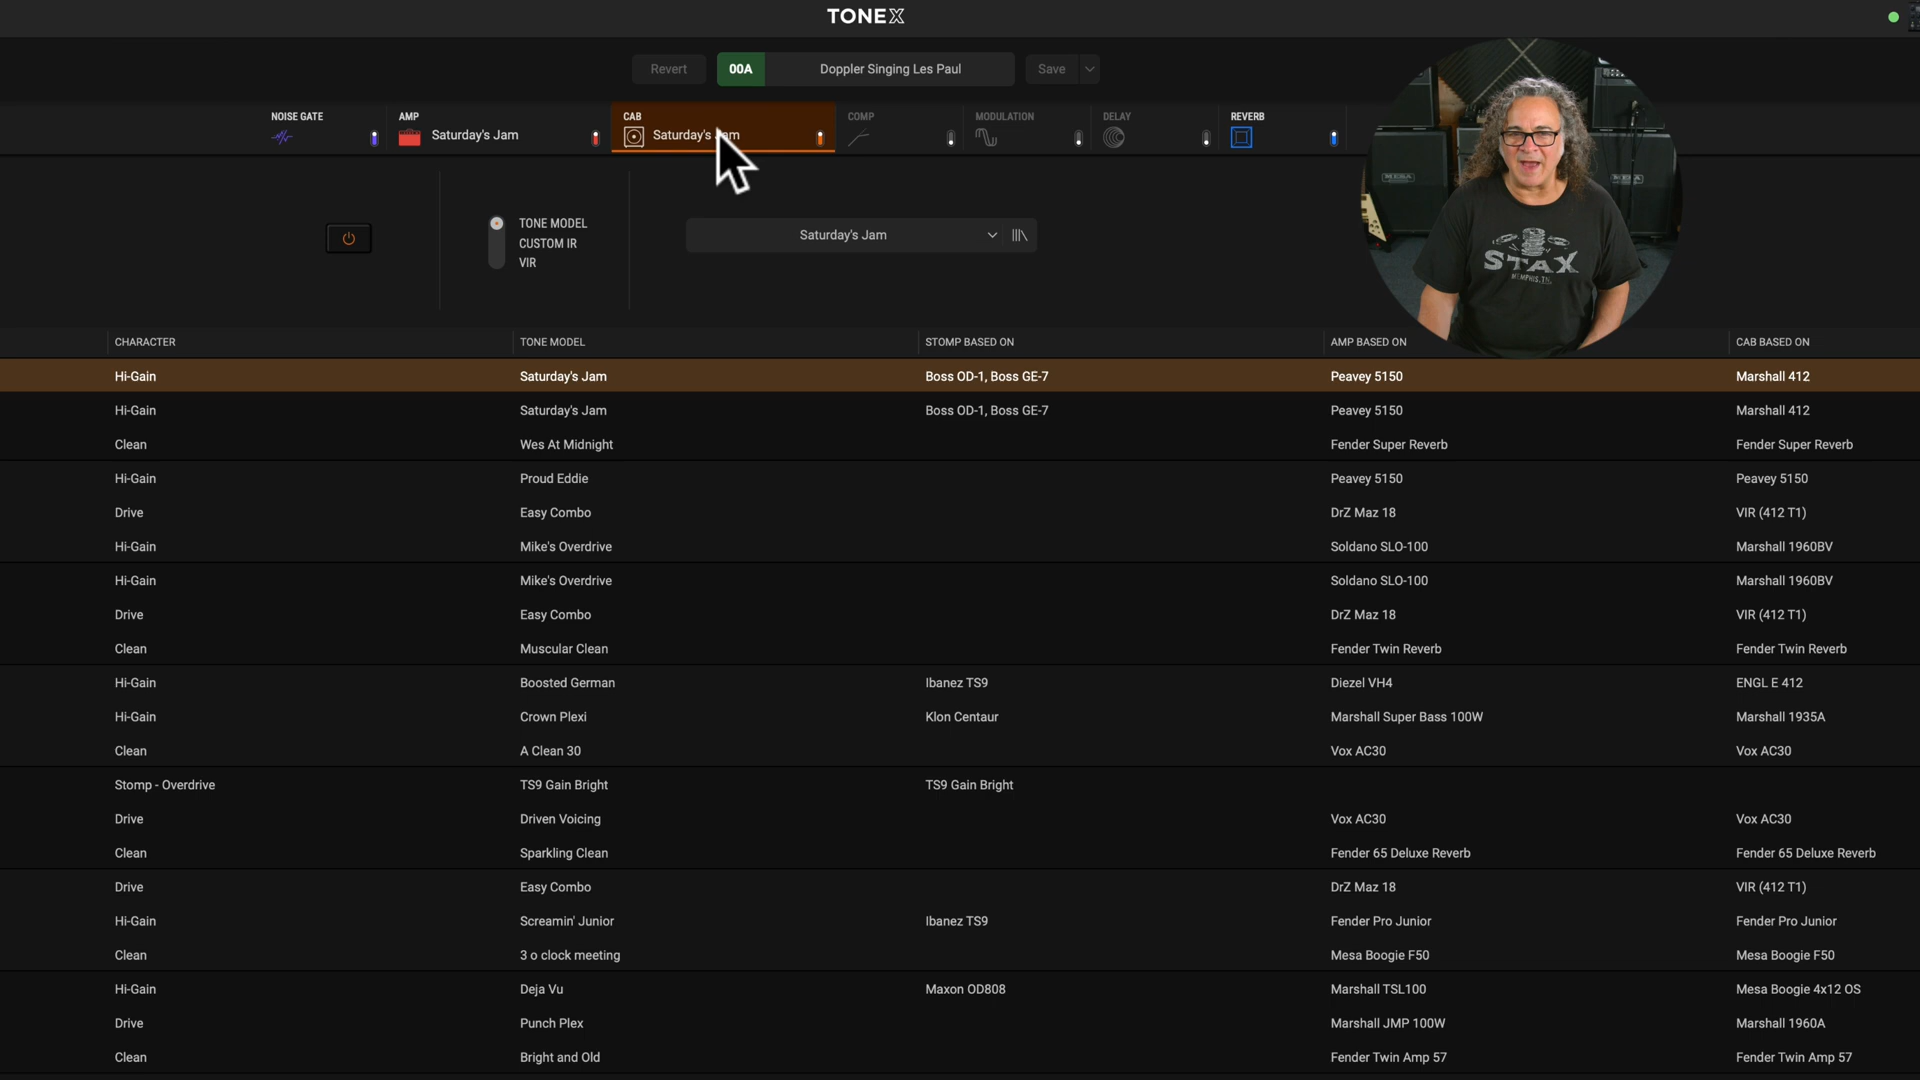 TONEX
Revert 00A Doppler Singing Les Paul Save
NOISE GATE AMP CAB COMP MODULATION DELAY REVERB
Saturday's Jam Saturday's Jam
TONE MODEL
CUSTOM IR
VIR
Saturday's Jam
MESA
MESA
STAX
MEMPHIS, TN.
CHARACTER TONE MODEL STOMP BASED ON AMP BASED ON CAB BASED ON
Hi-Gain Saturday's Jam Boss OD-1, Boss GE-7 Peavey 5150 Marshall 412
Hi-Gain Saturday's Jam Boss OD-1, Boss GE-7 Peavey 5150 Marshall 412
Clean Wes At Midnight Fender Super Reverb Fender Super Reverb
Hi-Gain Proud Eddie Peavey 5150 Peavey 5150
Drive Easy Combo DrZ Maz 18 VIR (412 T1)
Hi-Gain Mike's Overdrive Soldano SLO-100 Marshall 1960BV
Hi-Gain Mike's Overdrive Soldano SLO-100 Marshall 1960BV
Drive Easy Combo DrZ Maz 18 VIR (412 T1)
Clean Muscular Clean Fender Twin Reverb Fender Twin Reverb
Hi-Gain Boosted German Ibanez TS9 Diezel VH4 ENGL E 412
Hi-Gain Crown Plexi Klon Centaur Marshall Super Bass 100W Marshall 1935A
Clean A Clean 30 Vox AC30 Vox AC30
Stomp - Overdrive TS9 Gain Bright TS9 Gain Bright
Drive Driven Voicing Vox AC30 Vox AC30
Clean Sparkling Clean Fender 65 Deluxe Reverb Fender 65 Deluxe Reverb
Drive Easy Combo DrZ Maz 18 VIR (412 T1)
Hi-Gain Screamin' Junior Ibanez TS9 Fender Pro Junior Fender Pro Junior
Clean 3 o clock meeting Mesa Boogie F50 Mesa Boogie F50
Hi-Gain Deja Vu Maxon OD808 Marshall TSL100 Mesa Boogie 4x12 OS
Drive Punch Plex Marshall JMP 100W Marshall 1960A
Clean Bright and Old Fender Twin Amp 57 Fender Twin Amp 57